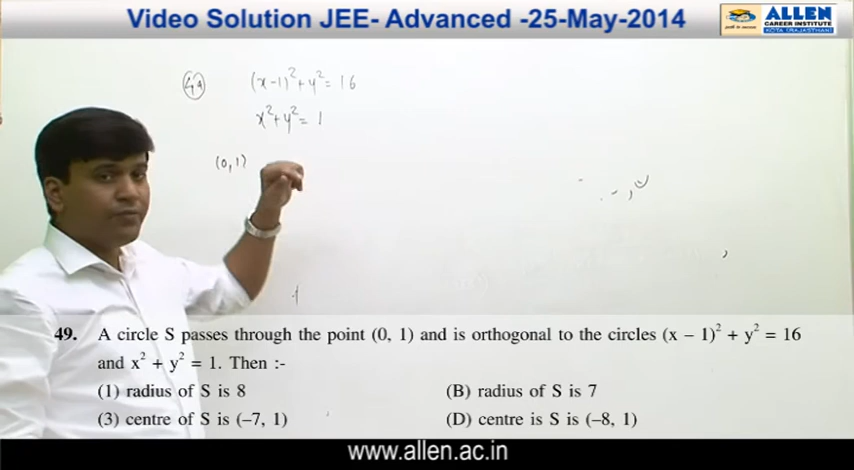 Video Solution JEE- Advanced -25-May-2014
ALLEN
CAREER INSTITUTE
KOTA (RAJASTHAN)
49
(x-1)² + y² = 16
x² + y² = 1
(0, 1)
49. A circle S passes through the point (0, 1) and is orthogonal to the circles (x – 1)² + y² = 16
and x² + y² = 1. Then :-
(1) radius of S is 8 (B) radius of S is 7
(3) centre of S is (–7, 1) (D) centre is S is (–8, 1)
www.allen.ac.in